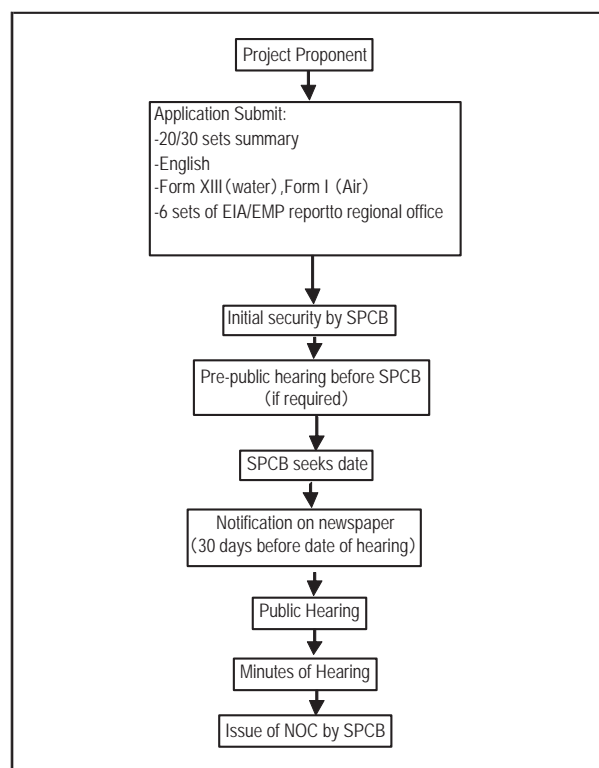 Project Proponent
Application Submit:
-20/30 sets summary
-English
-Form XIII(water),Form I (Air)
-6 sets of EIA/EMP reportto regional office
Initial security by SPCB
Pre-public hearing before SPCB
(if required)
SPCB seeks date
Notification on newspaper
(30 days before date of hearing)
Public Hearing
Minutes of Hearing
Issue of NOC by SPCB